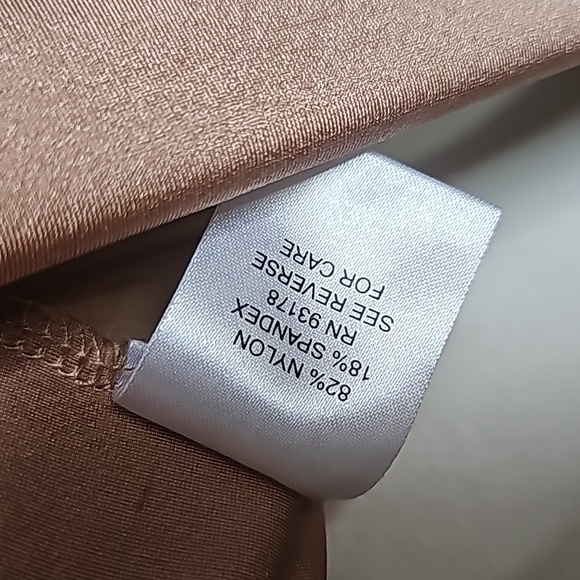 82% NYLON
18% SPANDEX
RN 93178
SEE REVERSE
FOR CARE